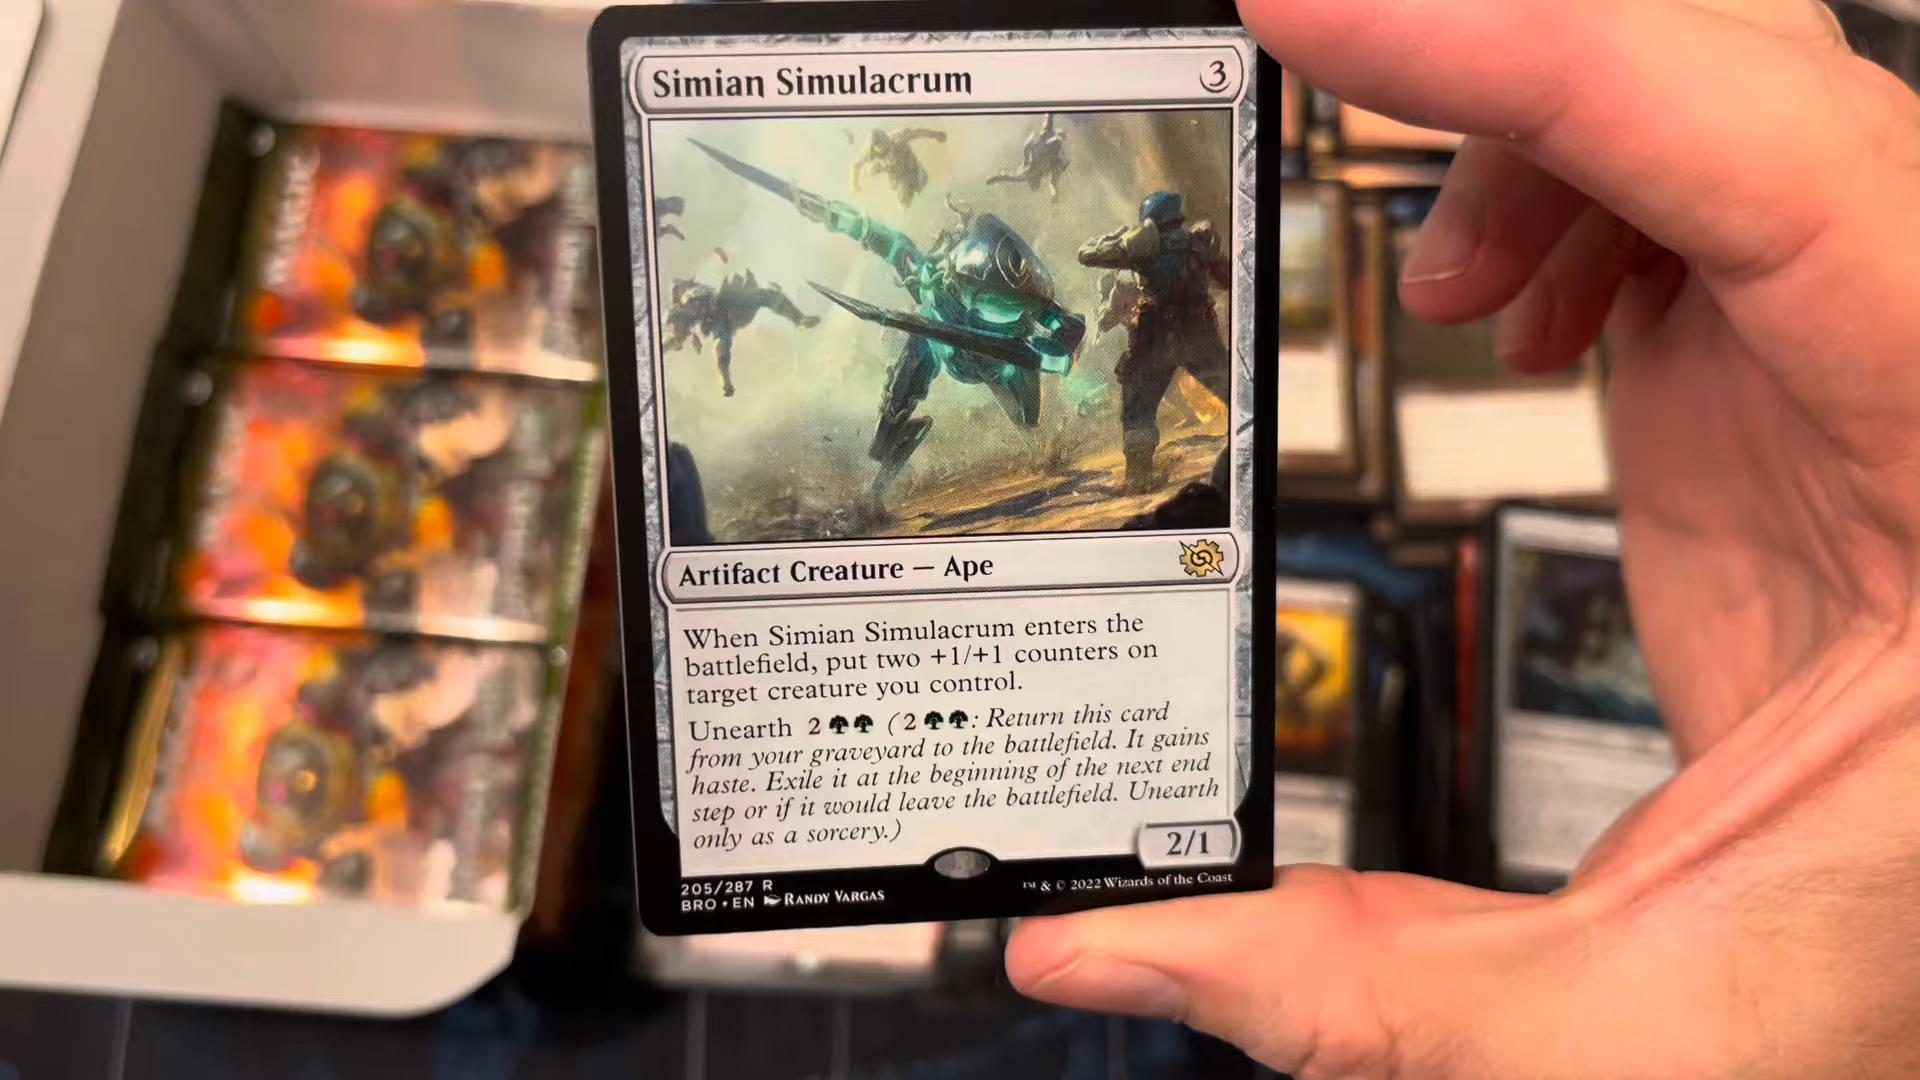 Simian Simulacrum 3
Artifact Creature — Ape
When Simian Simulacrum enters the
battlefield, put two +1/+1 counters on
target creature you control.
Unearth 2 (2 : Return this card
from your graveyard to the battlefield. It gains
haste. Exile it at the beginning of the next end
step or if it would leave the battlefield. Unearth
only as a sorcery.)
2/1
205/287 R
BRO • EN RANDY VARGAS
™ & © 2022 Wizards of the Coast